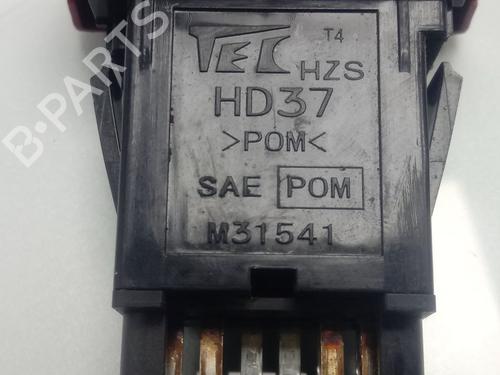 TEC T4
HZS
HD37
>POM<
SAE POM
M31541
B-PARTS